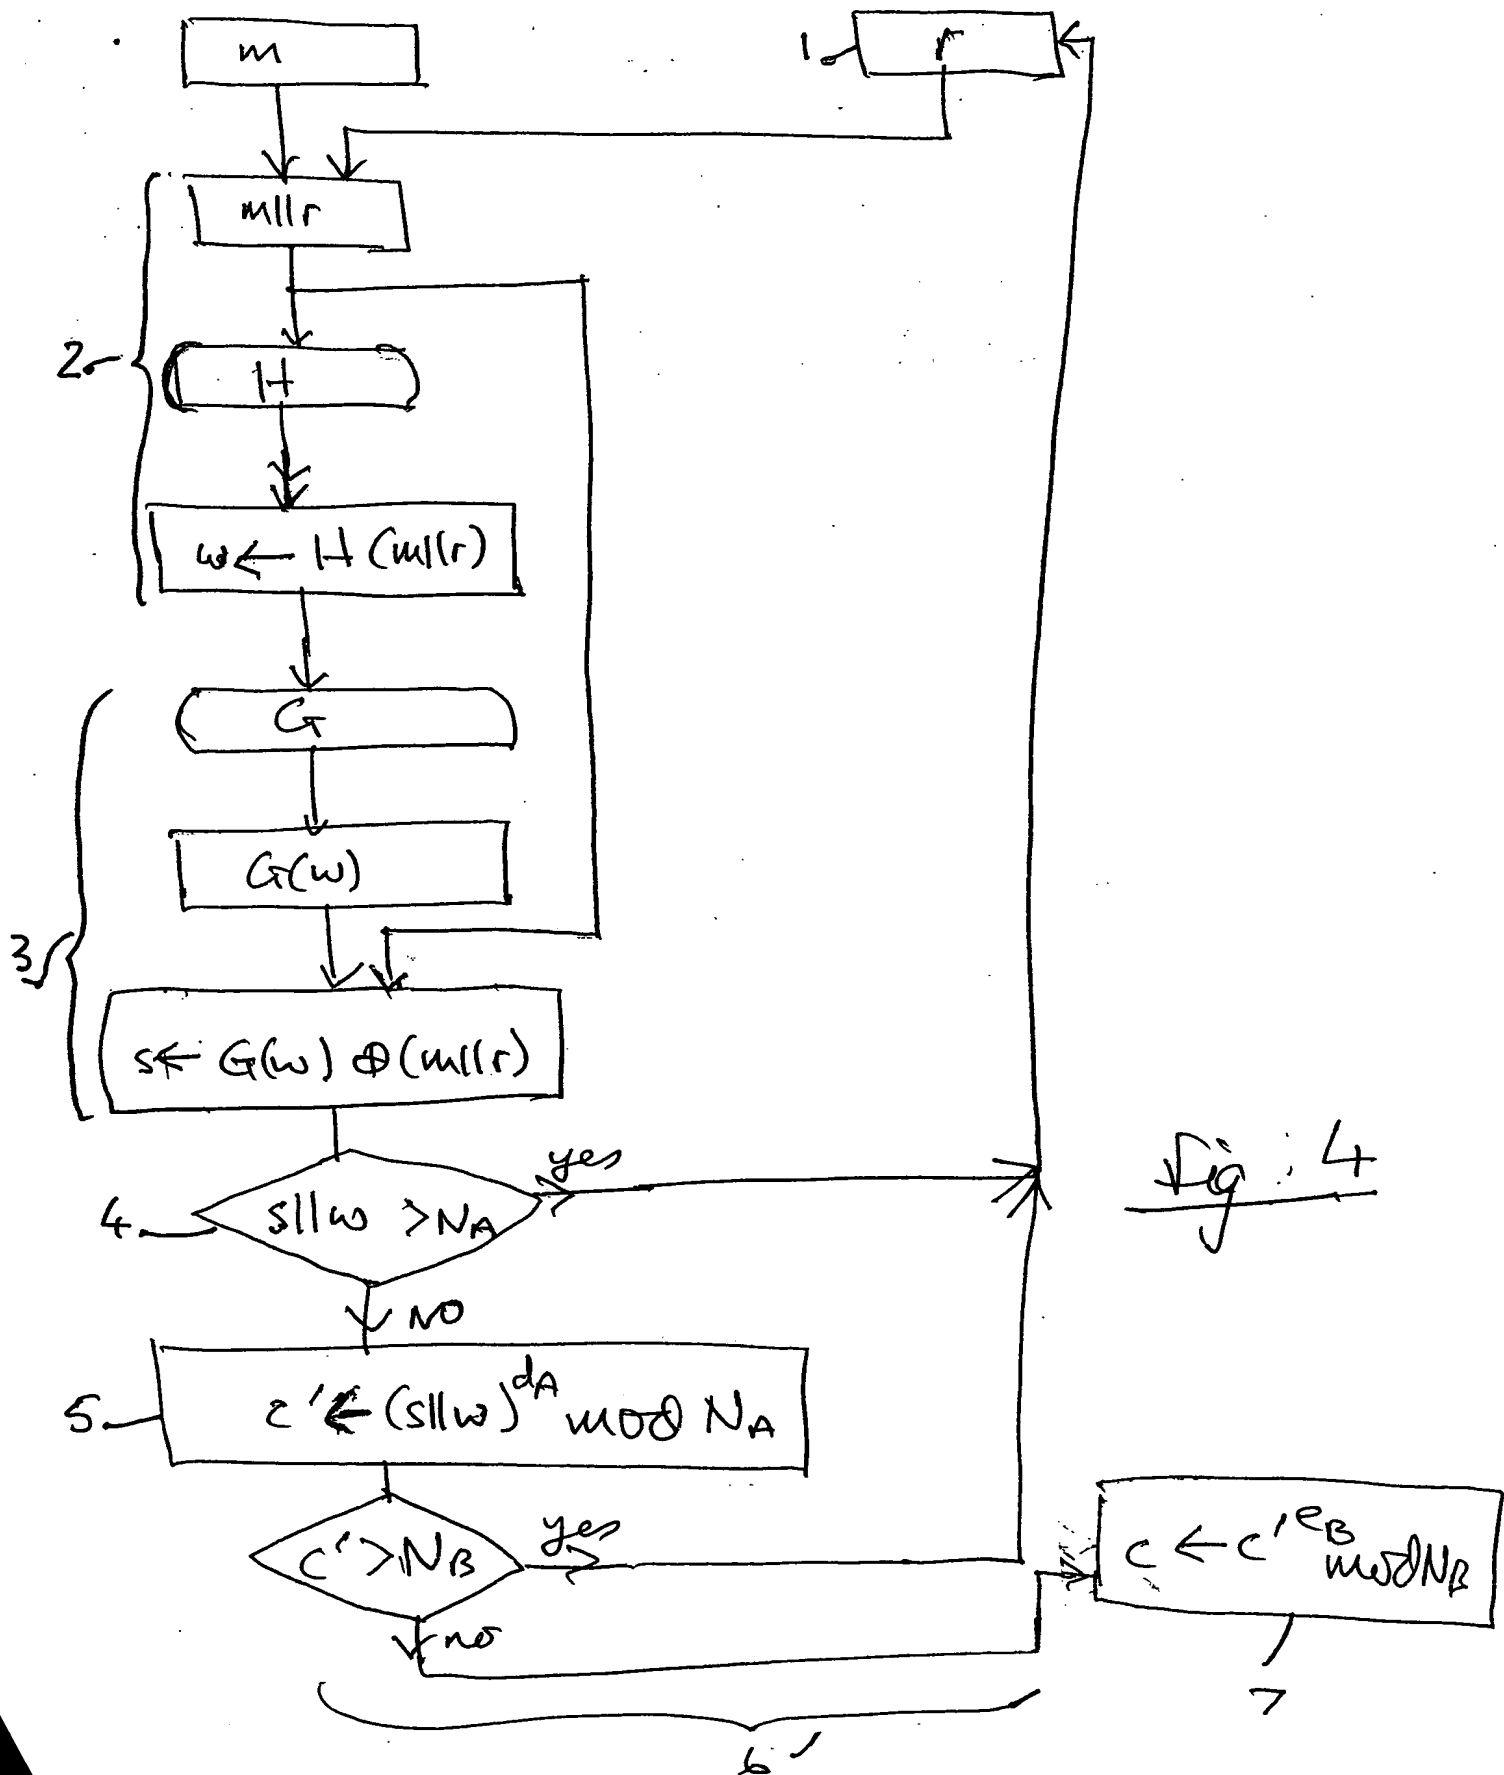 m
1.
r
m||r
2.
H
w ← H(m||r)
G
G(w)
3
s ← G(w) ⊕ (m||r)
yes
4.
s||w > N_A
Fig : 4
NO
5.
c' ← (s||w)^{d_A} mod N_A
yes
c' > N_B
c ← c'^{e_B}
mod N_B
no
7
6'